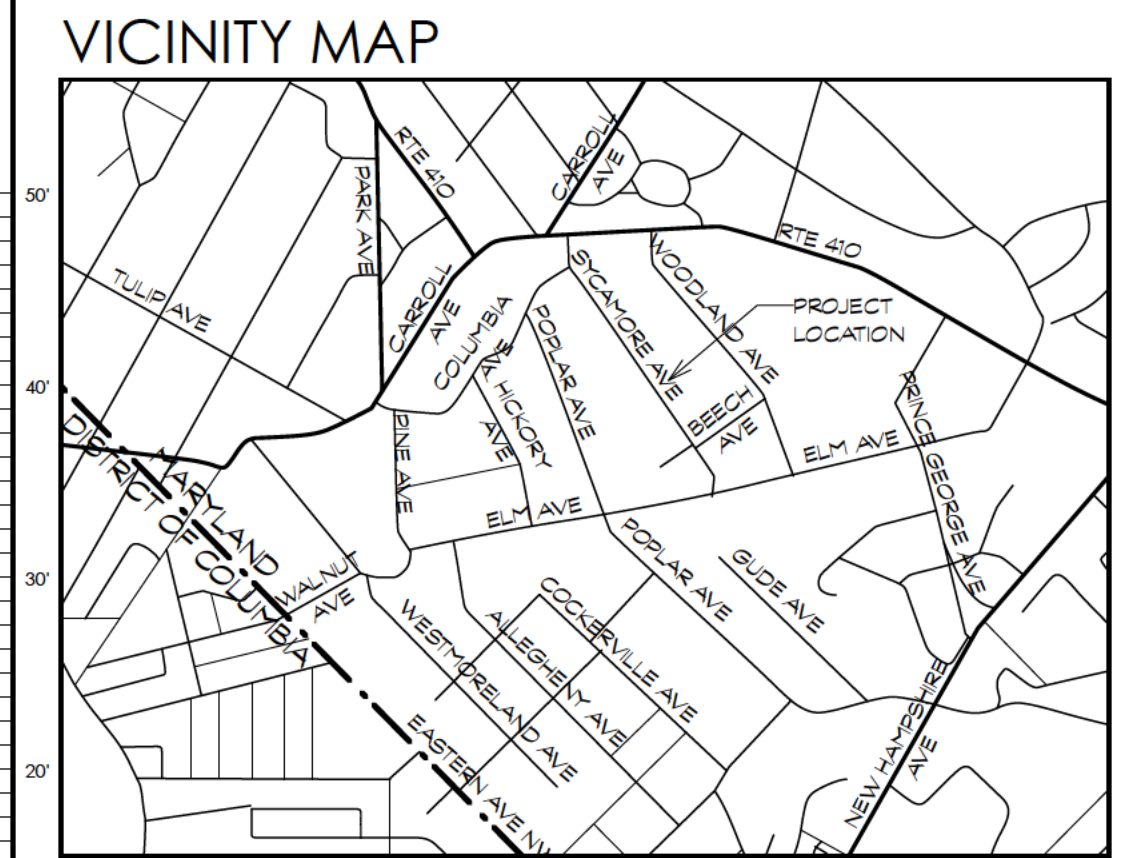 VICINITY MAP
50'
40'
30'
20'
RTE 410
CARROLL
AVE
PARK AVE
RTE 410
TULIP AVE
CARROLL
AVE
COLUMBIA
AVE
SYCAMORE AVE
WOODLAND AVE
PROJECT
LOCATION
POPLAR AVE
HICKORY
AVE
BEECH
AVE
PINE AVE
ELM AVE
PRINCE GEORGE AVE
MARYLAND
DISTRICT OF COLUMBIA
ELM AVE
POPLAR AVE
GUDE AVE
WALNUT
AVE
COCKERVILLE AVE
WESTMORELAND AVE
ALLEGHENY AVE
EASTERN AVE NW
NEW HAMPSHIRE
AVE